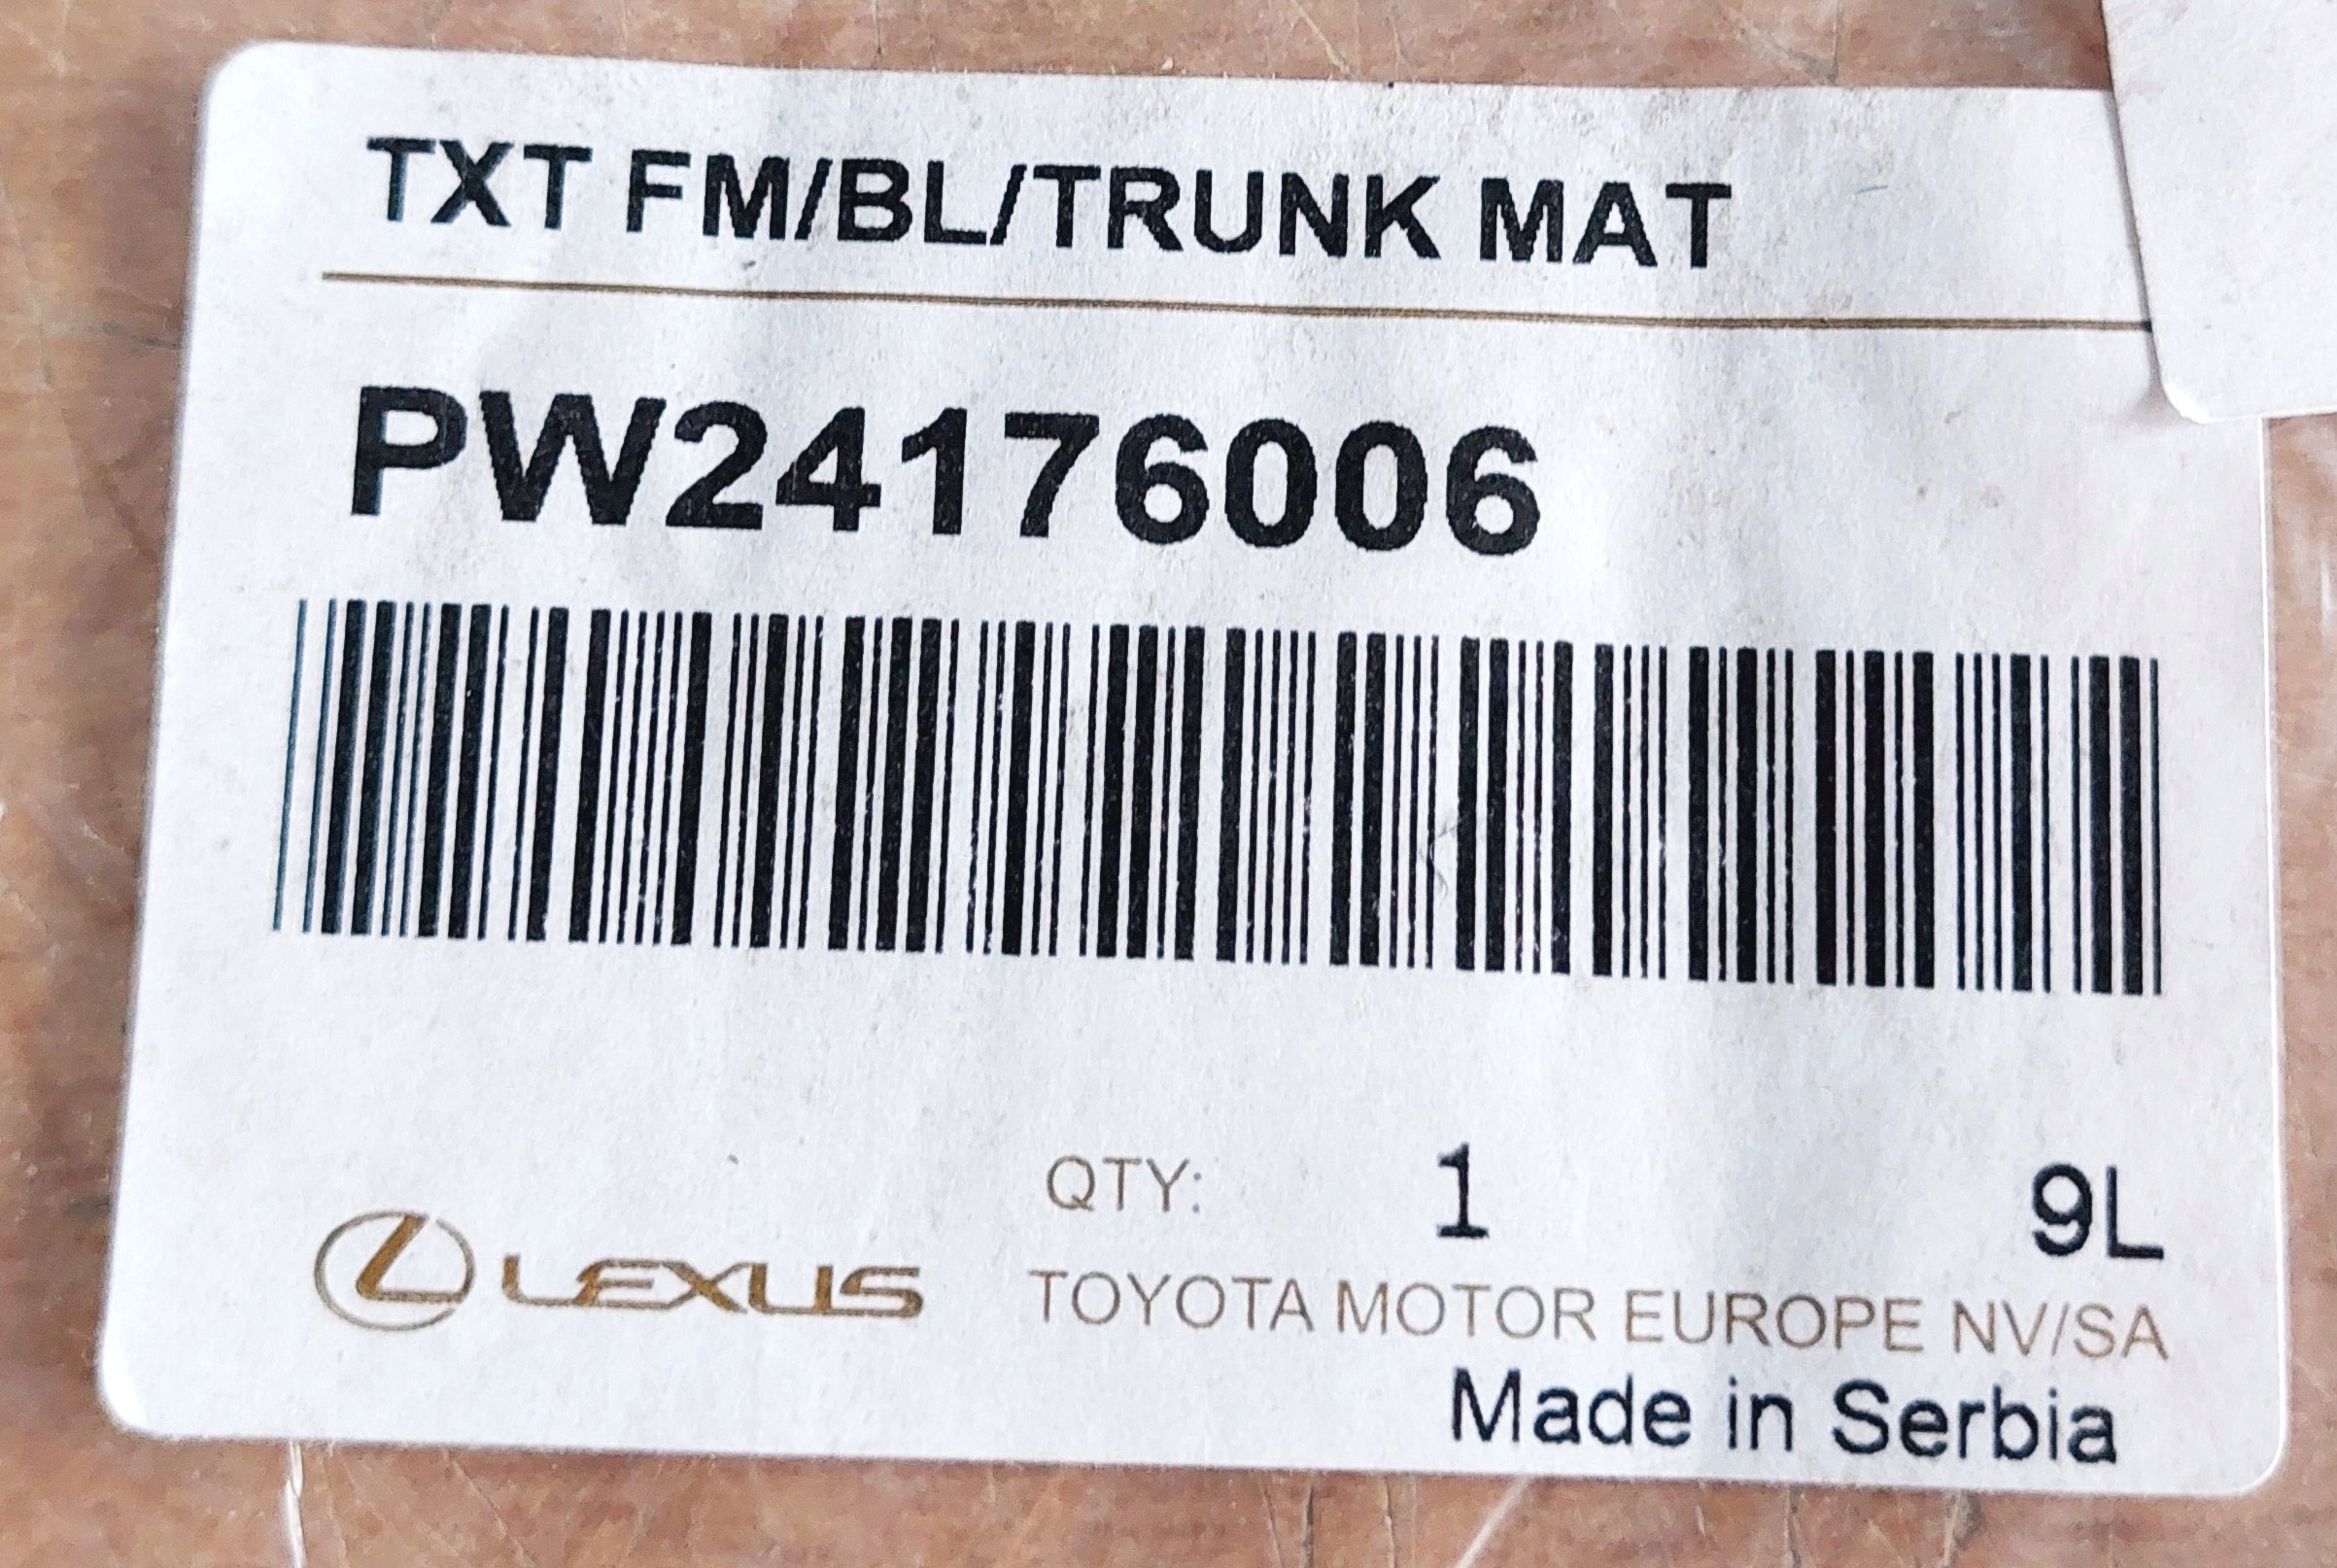 TXT FM/BL/TRUNK MAT
PW24176006
QTY: 1 9L
LEXUS
TOYOTA MOTOR EUROPE NV/SA
Made in Serbia